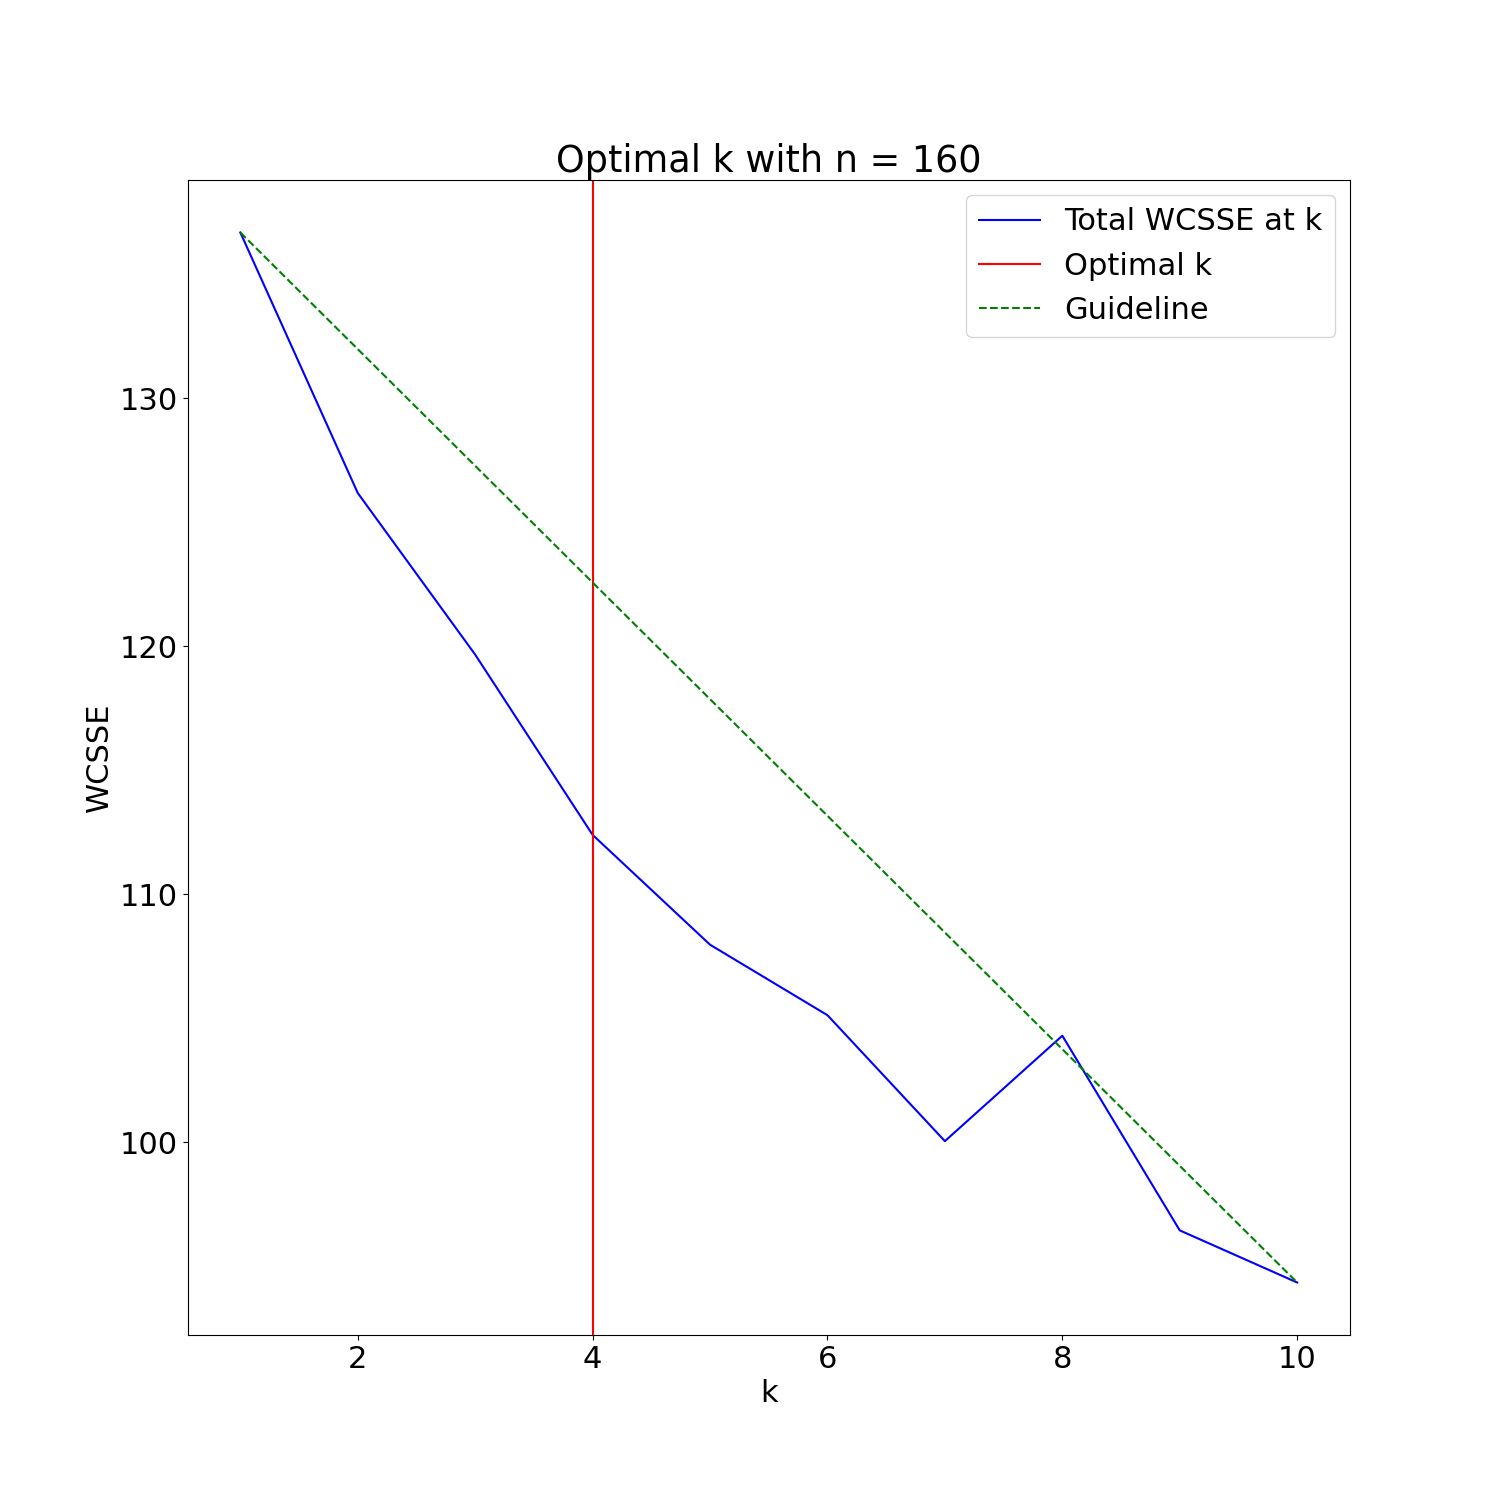 Optimal k with n = 160
Total WCSSE at k
Optimal k
Guideline
130
120
110
100
WCSSE
2 4 6 8 10
k